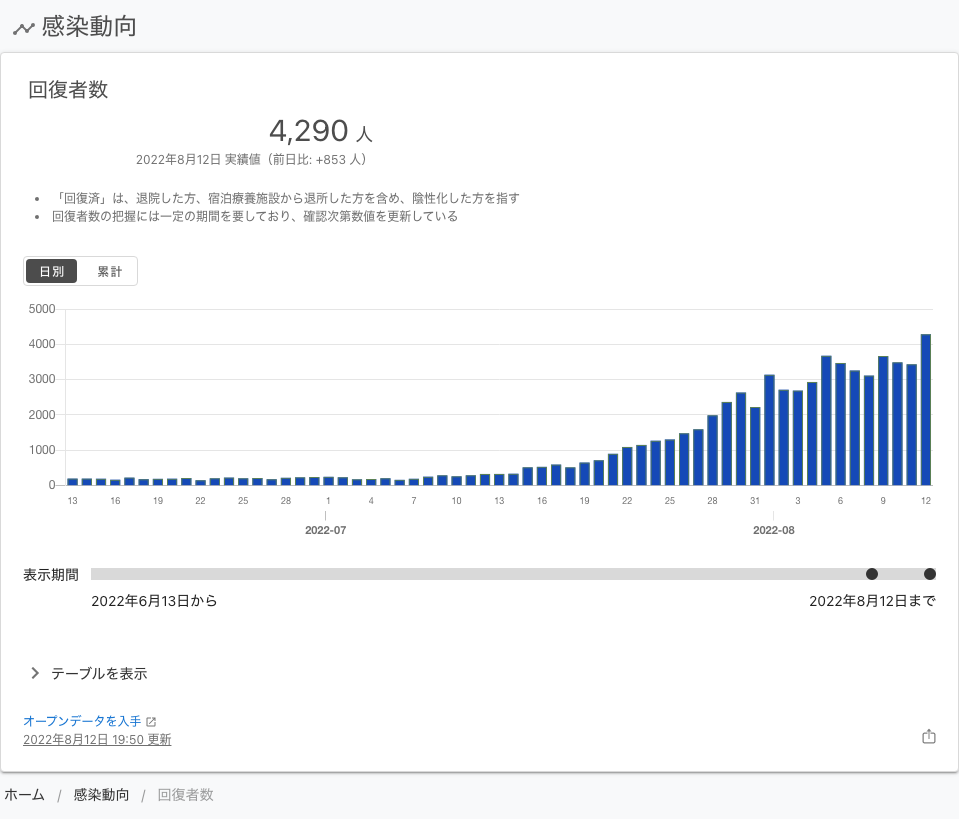 感染動向
回復者数
4,290 人
2022年8月12日 実績値（前日比: +853 人）
• 「回復済」は、退院した方、宿泊療養施設から退所した方を含め、陰性化した方を指す
• 回復者数の把握には一定の期間を要しており、確認次第数値を更新している
日別 累計
5000
4000
3000
2000
1000
0
13 16 19 22 25 28 1 4 7 10 13 16 19 22 25 28 31 3 6 9 12
2022-07 2022-08
表示期間
2022年6月13日から 2022年8月12日まで
テーブルを表示
オープンデータを入手
2022年8月12日 19:50 更新
ホーム / 感染動向 / 回復者数